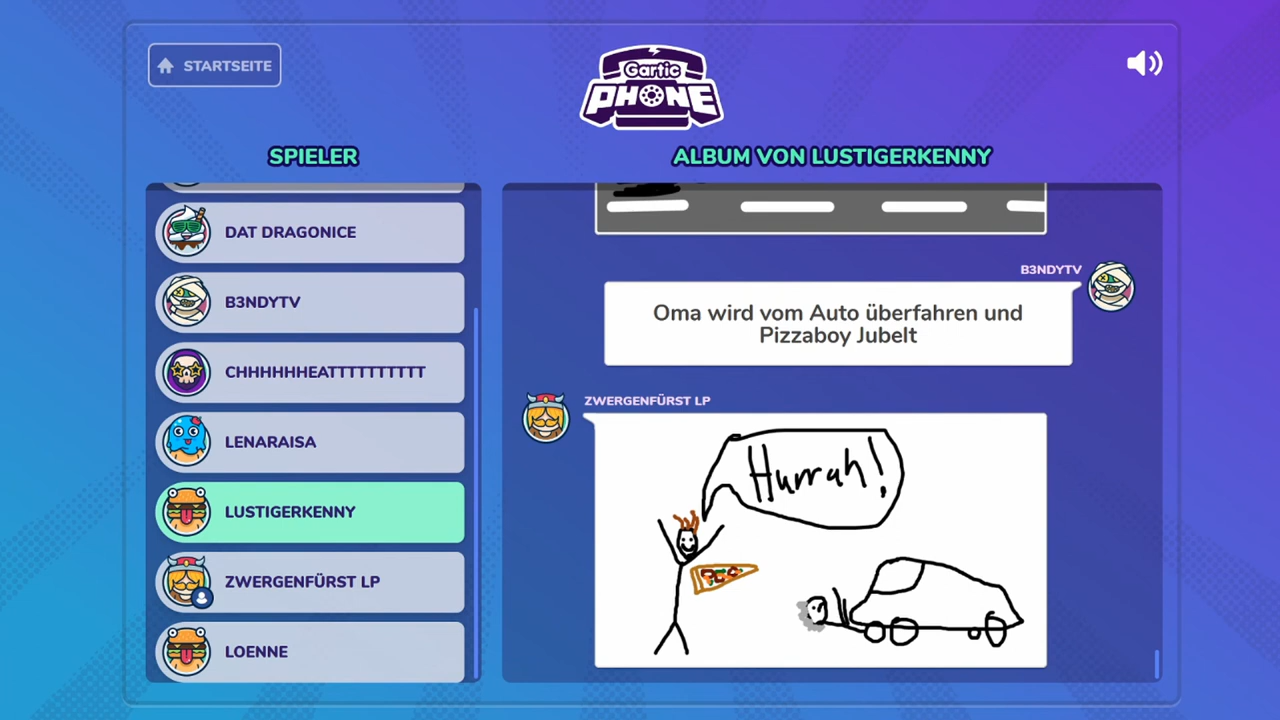 STARTSEITE
Gartic
PHONE
SPIELER
ALBUM VON LUSTIGERKENNY
DAT DRAGONICE
B3NDYTV
CHHHHHHEATTTTTTTTTT
LENARAISA
LUSTIGERKENNY
ZWERGENFÜRST LP
LOENNE
B3NDYTV
Oma wird vom Auto überfahren und
Pizzaboy Jubelt
ZWERGENFÜRST LP
Hurrah!